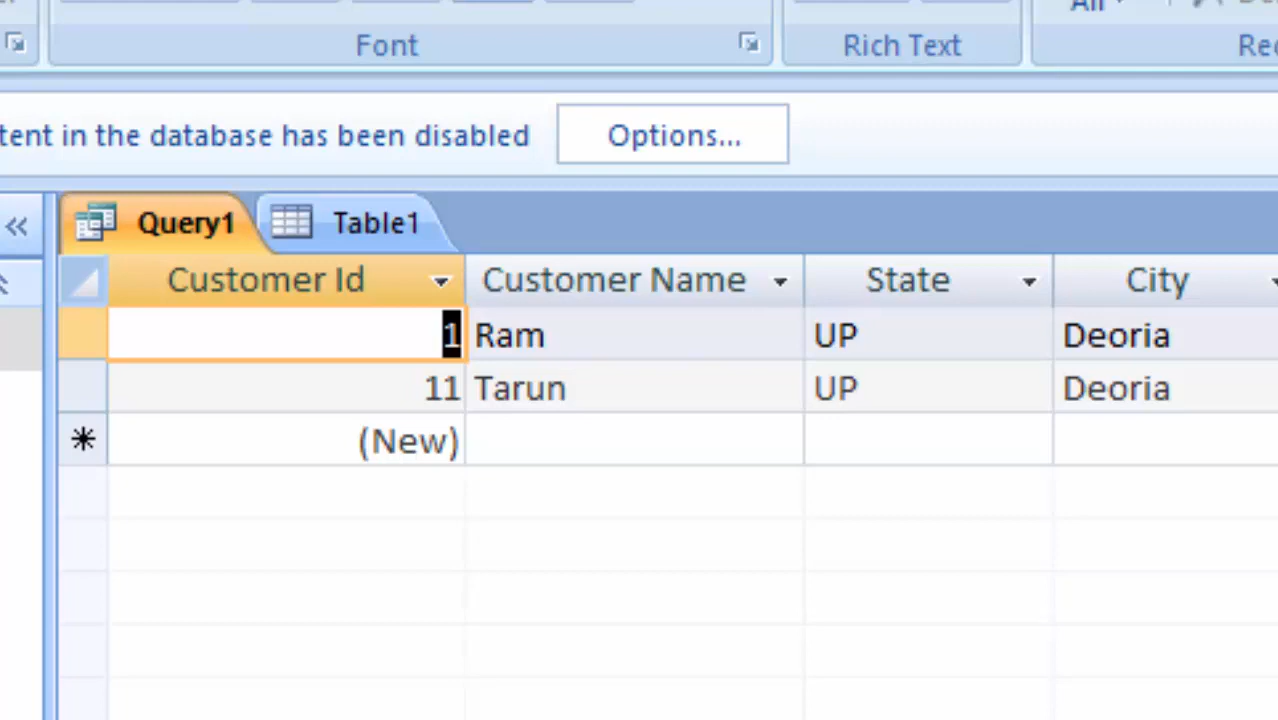 All
Font
Rich Text
tent in the database has been disabled Options...
Query1 Table1
Customer Id Customer Name State City
1 Ram UP Deoria
11 Tarun UP Deoria
(New)